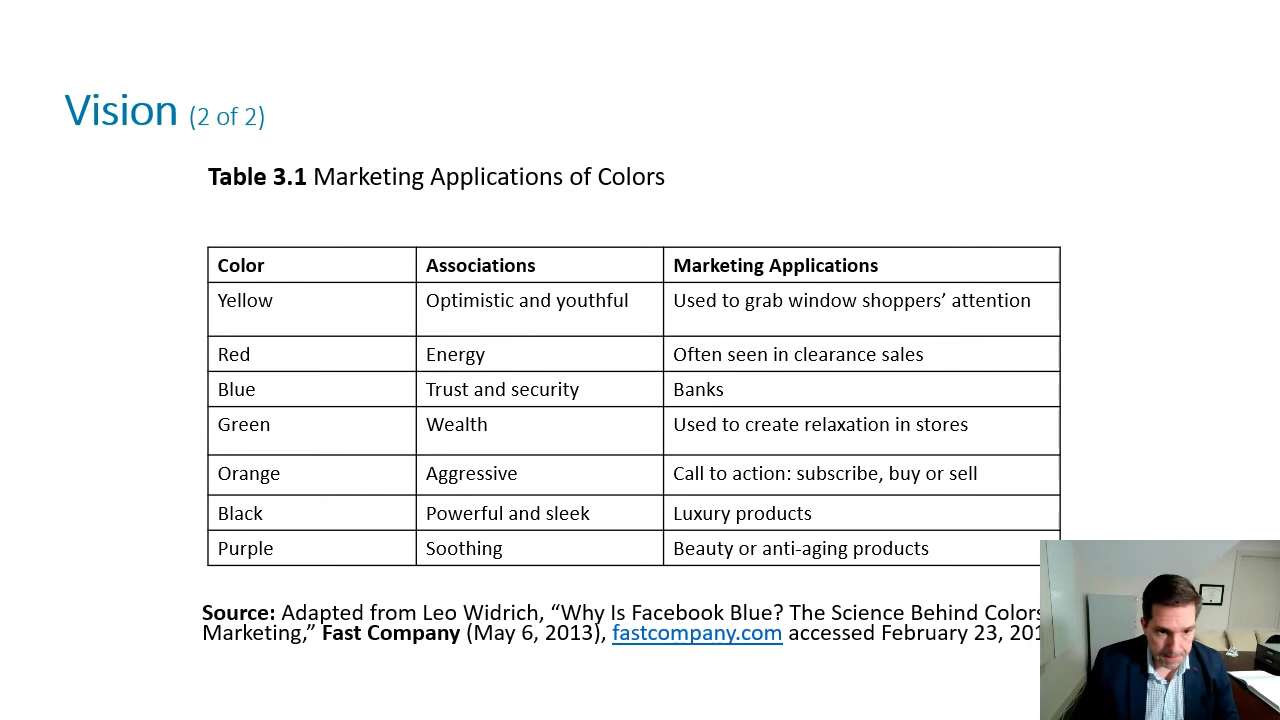 Vision (2 of 2)
Table 3.1 Marketing Applications of Colors
Color Associations Marketing Applications
Yellow Optimistic and youthful Used to grab window shoppers’ attention
Red Energy Often seen in clearance sales
Blue Trust and security Banks
Green Wealth Used to create relaxation in stores
Orange Aggressive Call to action: subscribe, buy or sell
Black Powerful and sleek Luxury products
Purple Soothing Beauty or anti-aging products
Source: Adapted from Leo Widrich, “Why Is Facebook Blue? The Science Behind Colors
Marketing,” Fast Company (May 6, 2013), fastcompany.com accessed February 23,